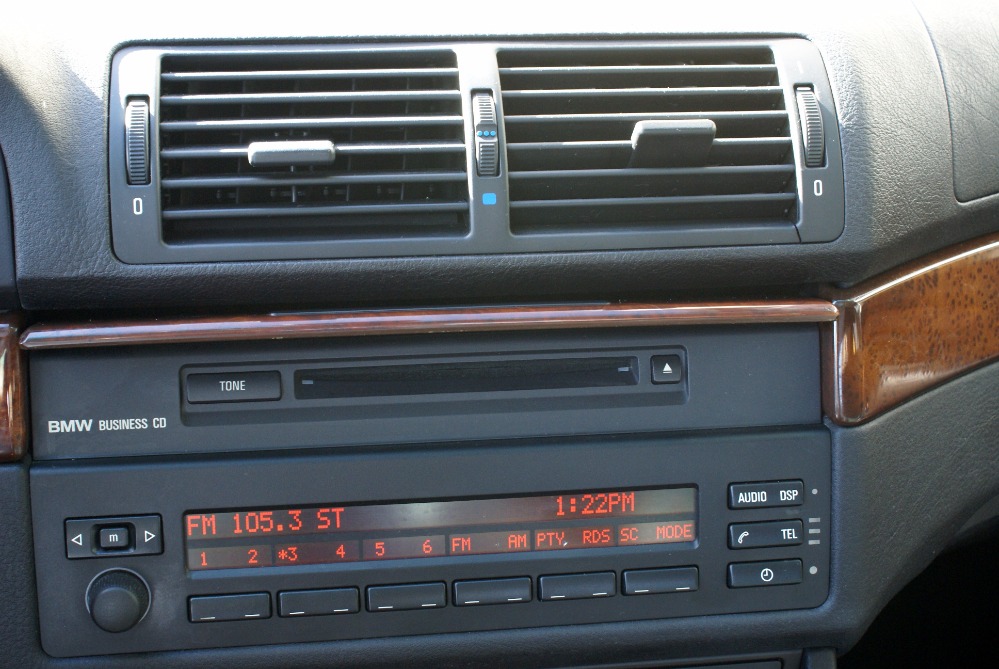 0
0
TONE
BMW BUSINESS CD
FM 105.3 ST 1:22PM
1 2 *3 4 5 6 FM AM PTY RDS SC MODE
m
AUDIO DSP
TEL